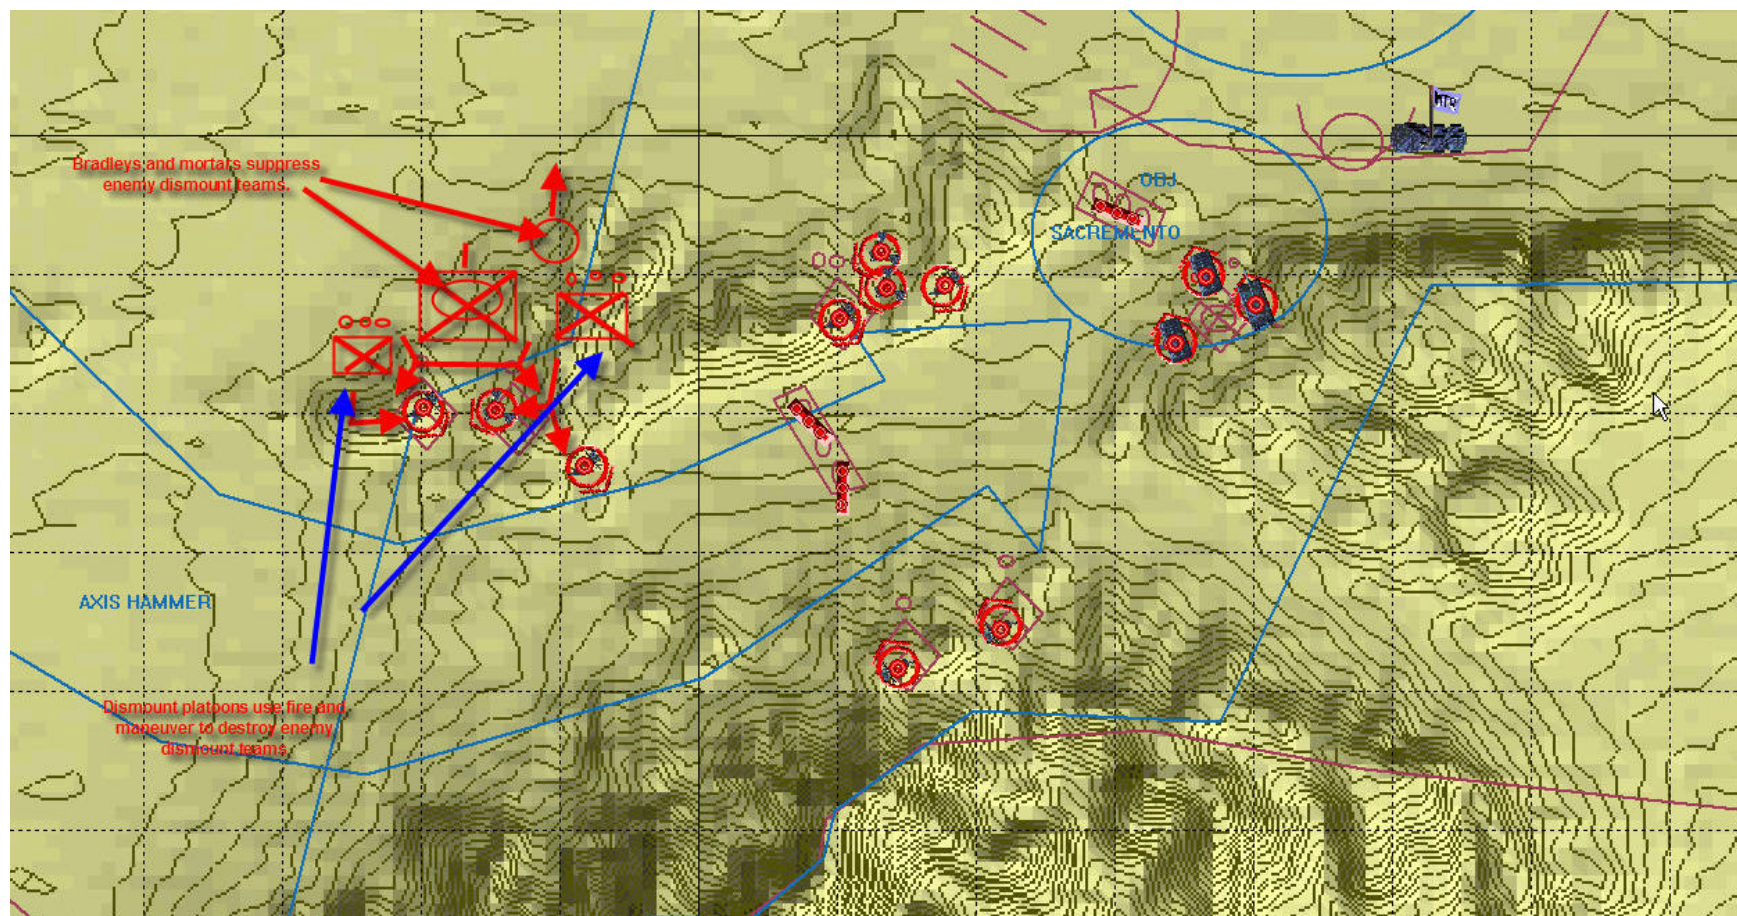 Bradleys and mortars suppress
enemy dismount teams.
OBJ
SACREMENTO
AXIS HAMMER
Dismount platoons use fire and
maneuver to destroy enemy
dismount teams.